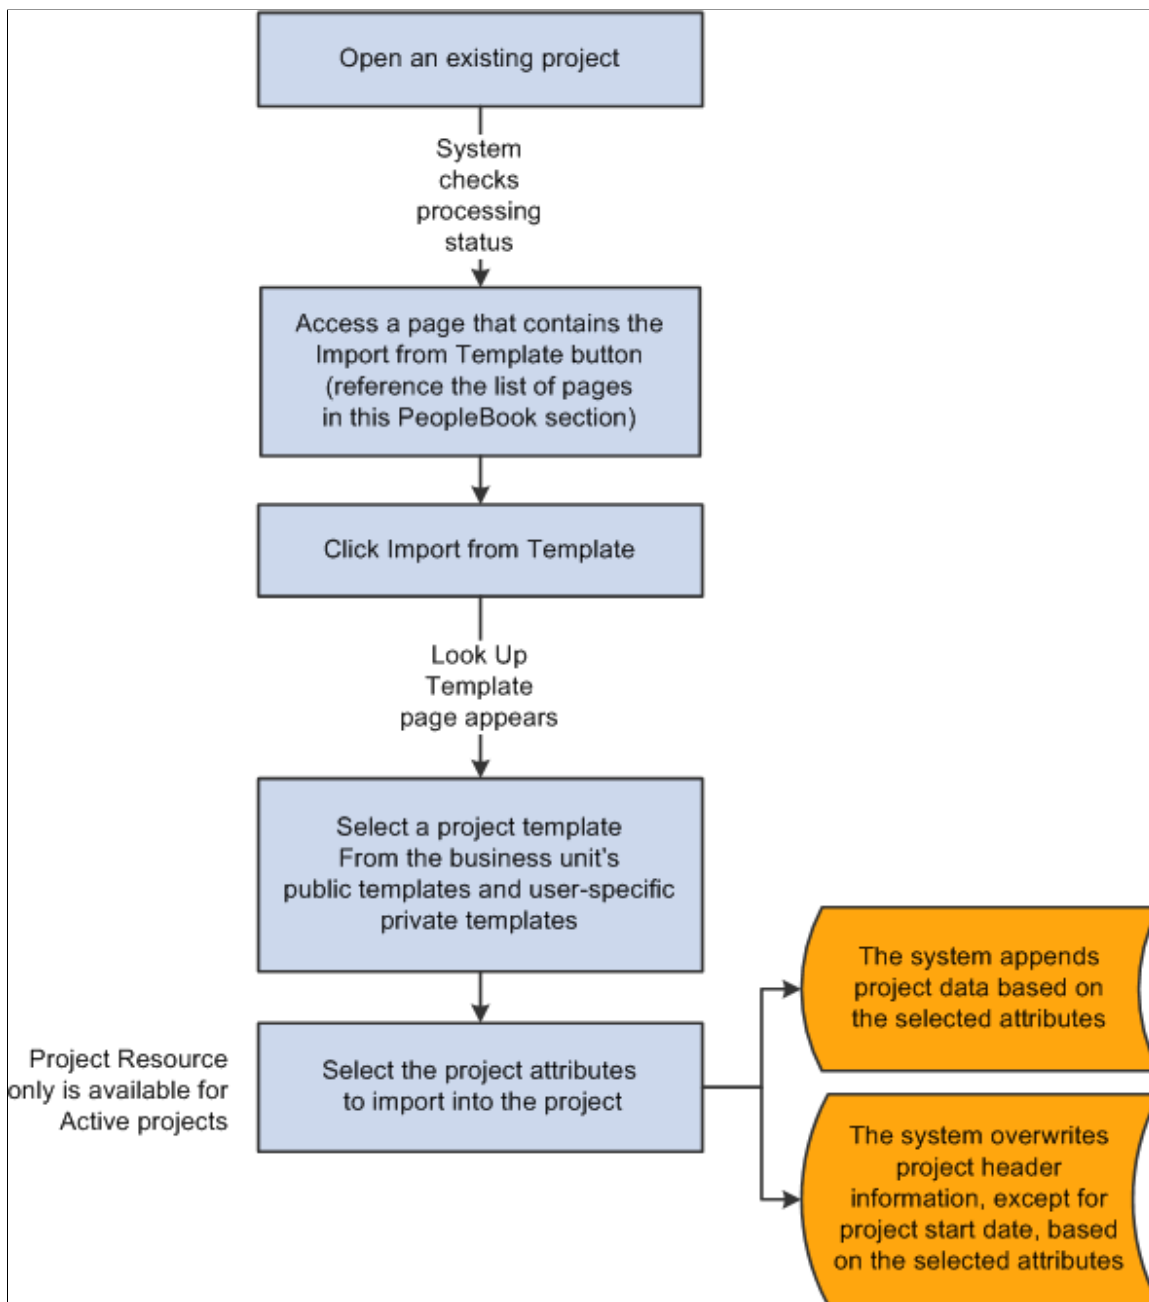 Open an existing project
System
checks
processing
status
Access a page that contains the
Import from Template button
(reference the list of pages
in this PeopleBook section)
Click Import from Template
Look Up
Template
page appears
Select a project template
From the business unit's
public templates and user-specific
private templates
Project Resource
only is available for
Active projects
Select the project attributes
to import into the project
The system appends
project data based on
the selected attributes
The system overwrites
project header
information, except for
project start date, based
on the selected attributes